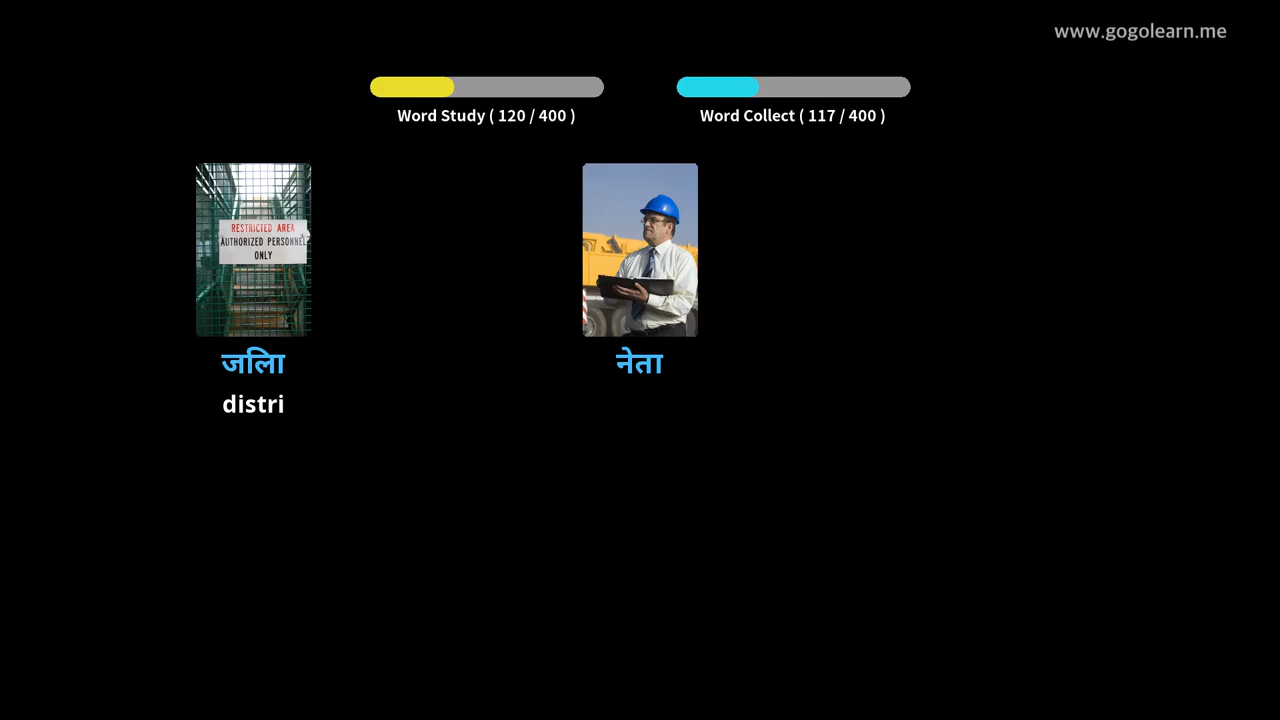 www.gogolearn.me
Word Study ( 120 / 400 )
Word Collect ( 117 / 400 )
RESTRICTED AREA
AUTHORIZED PERSONNEL
ONLY
जलिा
नेता
distri